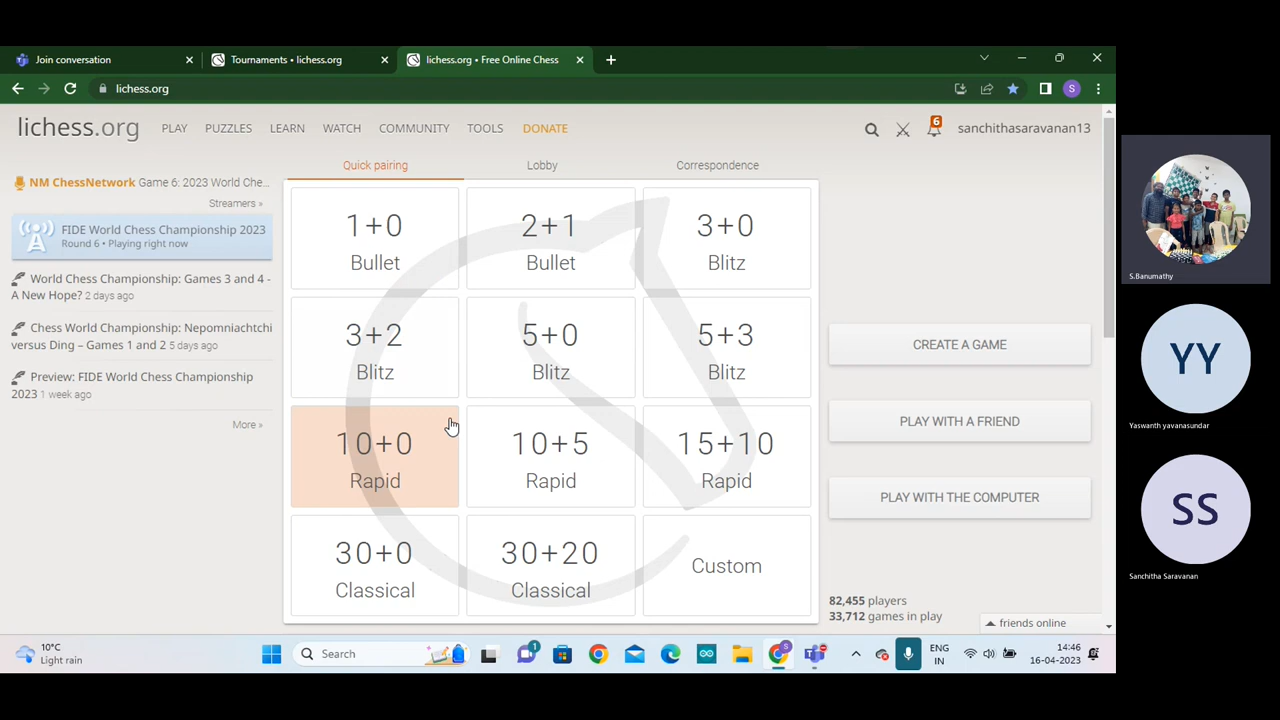 Join conversation
Tournaments • lichess.org
lichess.org • Free Online Chess
lichess.org
lichess.org
PLAY
PUZZLES
LEARN
WATCH
COMMUNITY
TOOLS
DONATE
6
sanchithasaravanan13
NM ChessNetwork Game 6: 2023 World Che...
Streamers »
FIDE World Chess Championship 2023
Round 6 • Playing right now
World Chess Championship: Games 3 and 4 -
A New Hope? 2 days ago
Chess World Championship: Nepomniachtchi
versus Ding – Games 1 and 2 5 days ago
Preview: FIDE World Chess Championship
2023 1 week ago
More »
Quick pairing
Lobby
Correspondence
1+0
Bullet
2+1
Bullet
3+0
Blitz
3+2
Blitz
5+0
Blitz
5+3
Blitz
10+0
Rapid
10+5
Rapid
15+10
Rapid
30+0
Classical
30+20
Classical
Custom
CREATE A GAME
PLAY WITH A FRIEND
PLAY WITH THE COMPUTER
82,455 players
33,712 games in play
friends online
10°C
Light rain
Search
1
S
ENG
IN
14:46
16-04-2023
S.Banumathy
YY
Yaswanth yavanasundar
SS
Sanchitha Saravanan